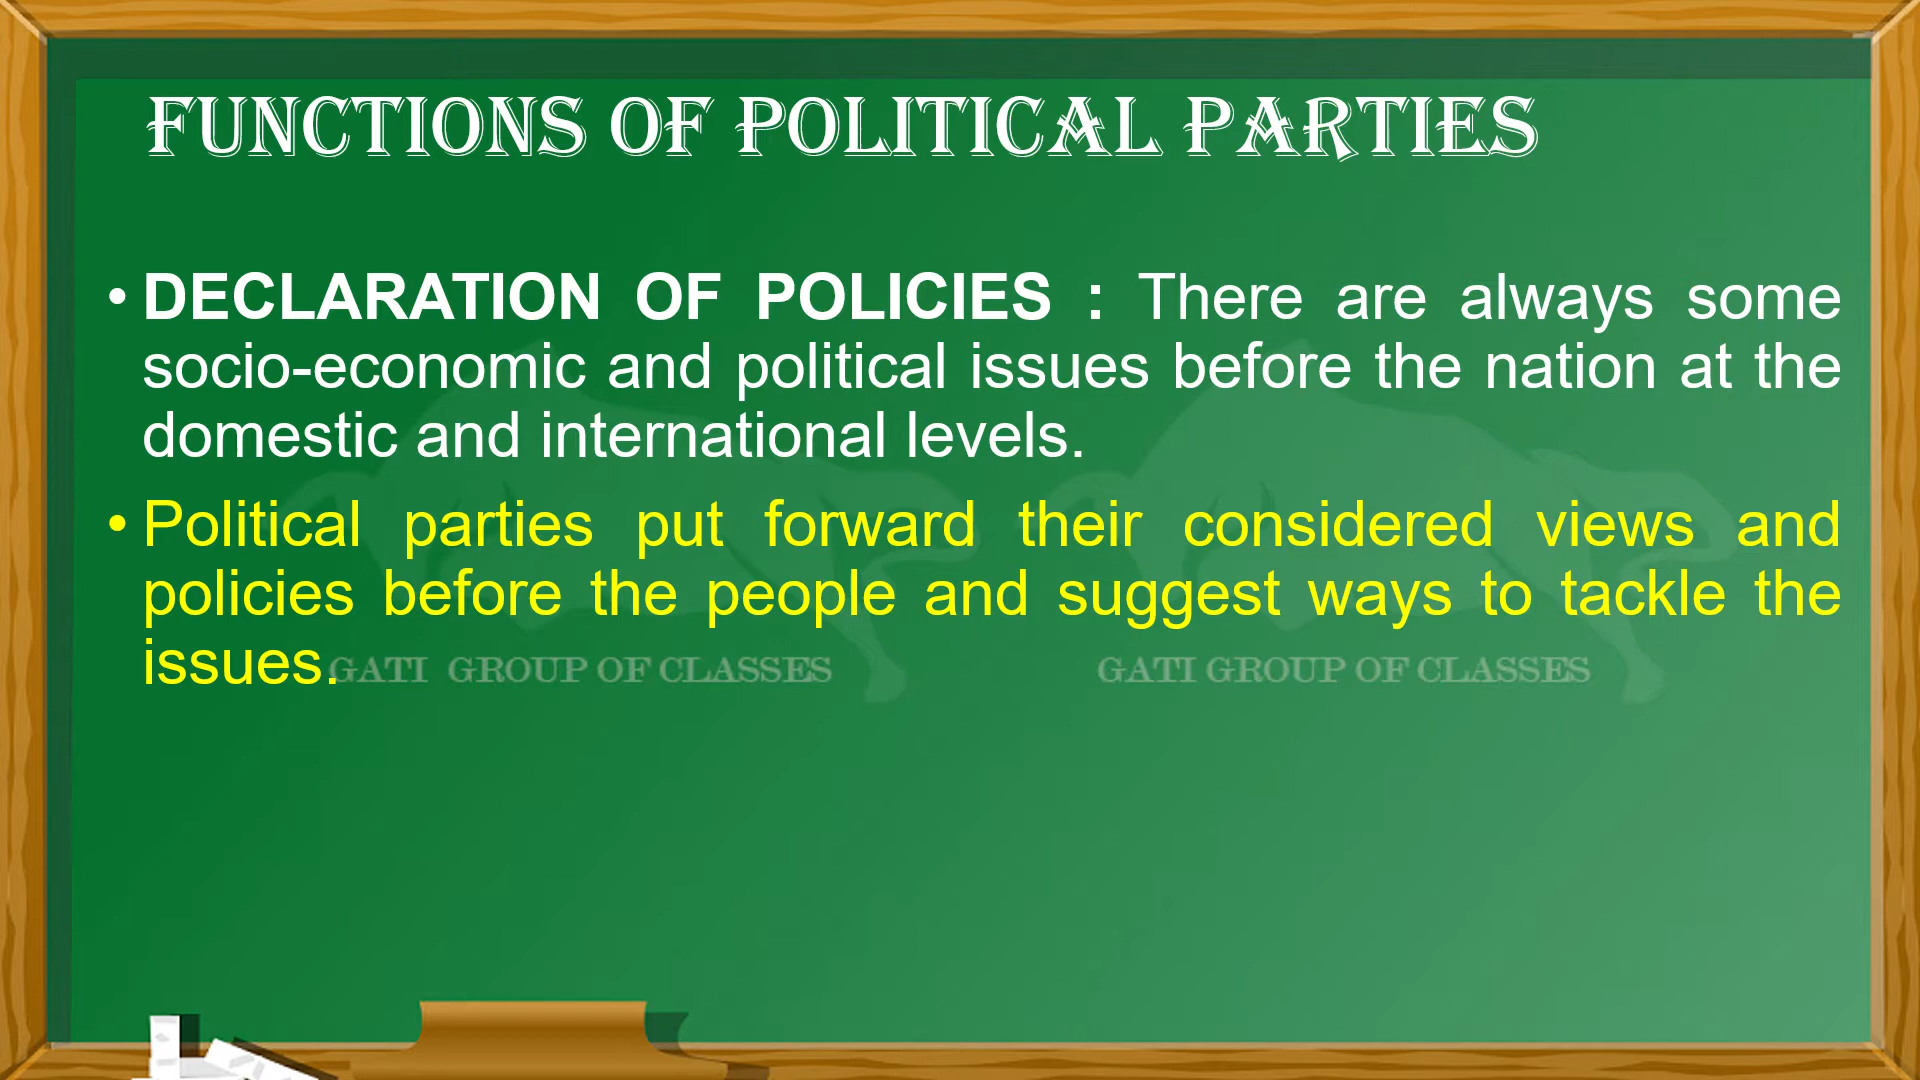 FUNCTIONS OF POLITICAL PARTIES
• DECLARATION OF POLICIES : There are always some
socio-economic and political issues before the nation at the
domestic and international levels.
• Political parties put forward their considered views and
policies before the people and suggest ways to tackle the
issues.
GATI GROUP OF CLASSES
GATI GROUP OF CLASSES